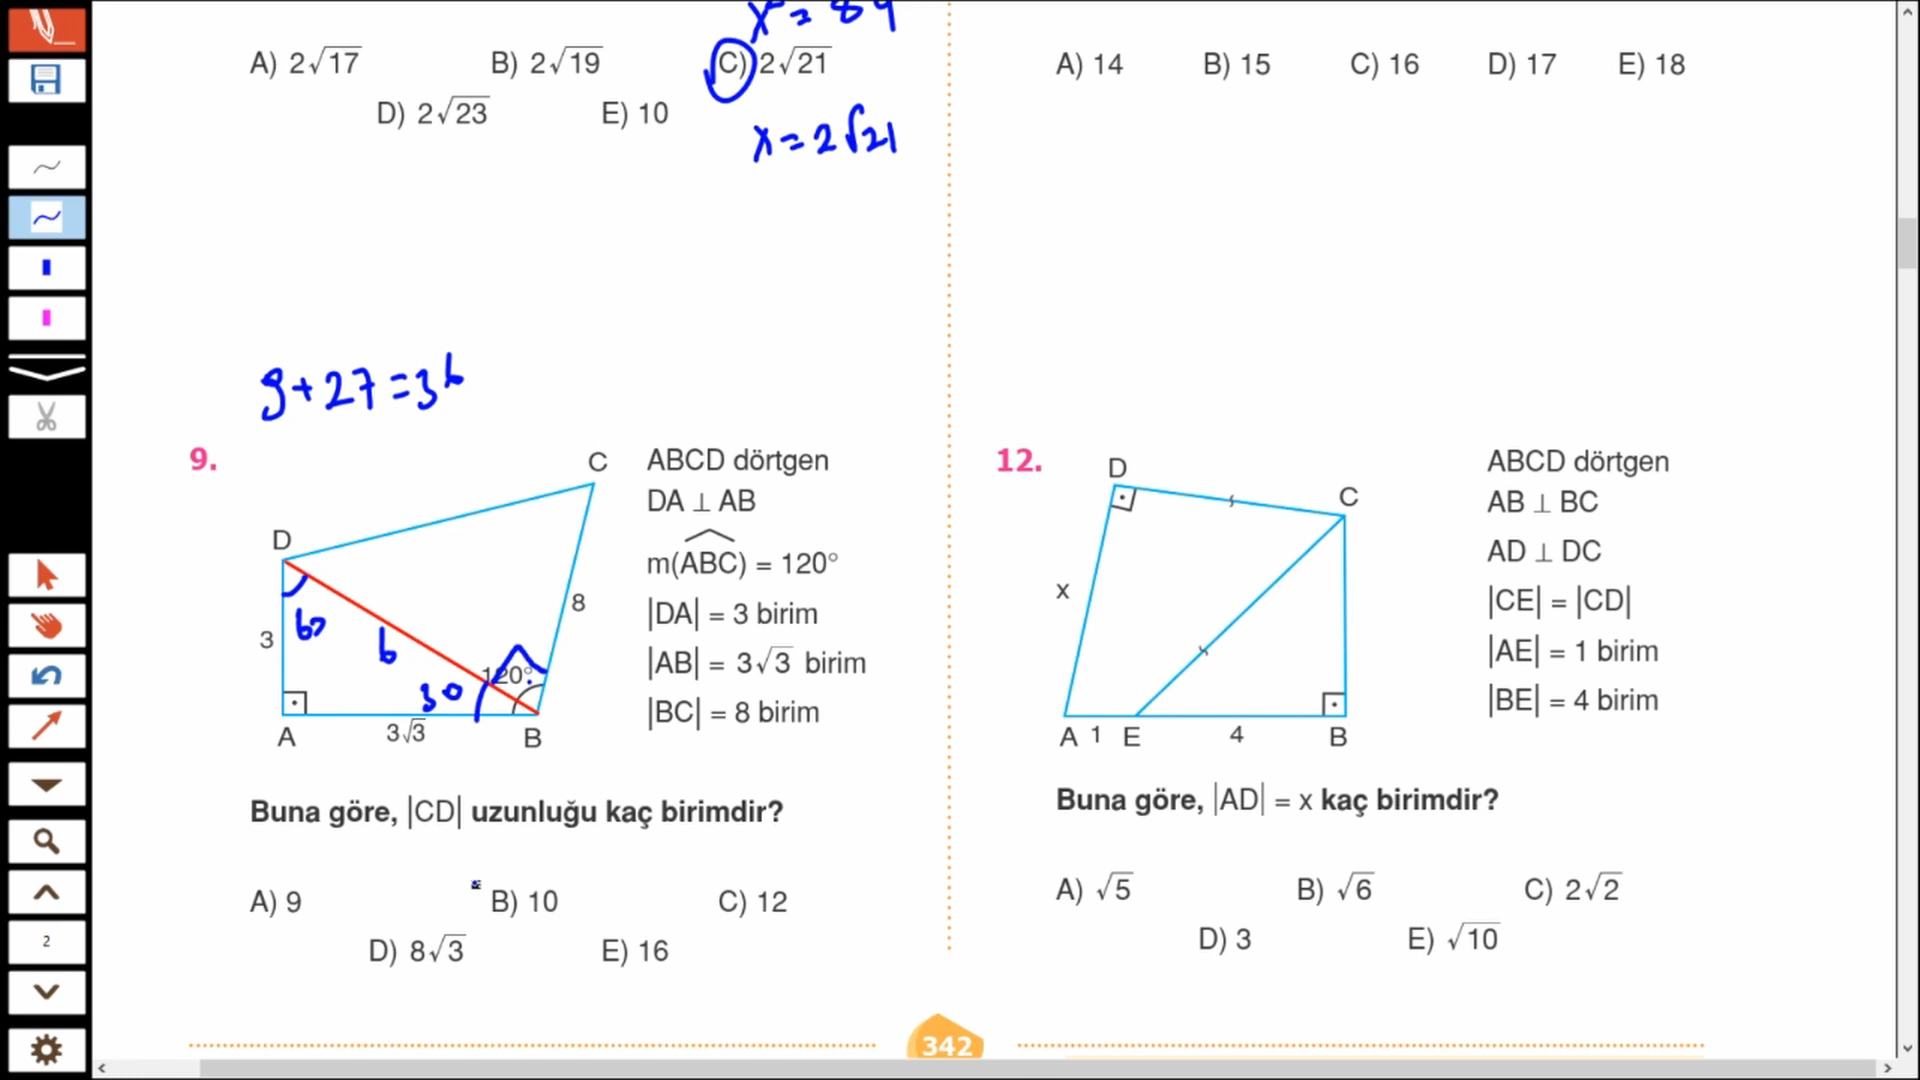 x² = 84
A) 2√17 B) 2√19 C) 2√21
D) 2√23 E) 10
x = 2√21
9 + 27 = 36
9.
C
D
3
60
6
30
120°
8
A
3√3
B
ABCD dörtgen
DA ⊥ AB
m(ABC) = 120°
|DA| = 3 birim
|AB| = 3√3 birim
|BC| = 8 birim
Buna göre, |CD| uzunluğu kaç birimdir?
A) 9 B) 10 C) 12
D) 8√3 E) 16
A) 14 B) 15 C) 16 D) 17 E) 18
12.
D
C
x
A 1 E 4 B
ABCD dörtgen
AB ⊥ BC
AD ⊥ DC
|CE| = |CD|
|AE| = 1 birim
|BE| = 4 birim
Buna göre, |AD| = x kaç birimdir?
A) √5 B) √6 C) 2√2
D) 3 E) √10
342
2